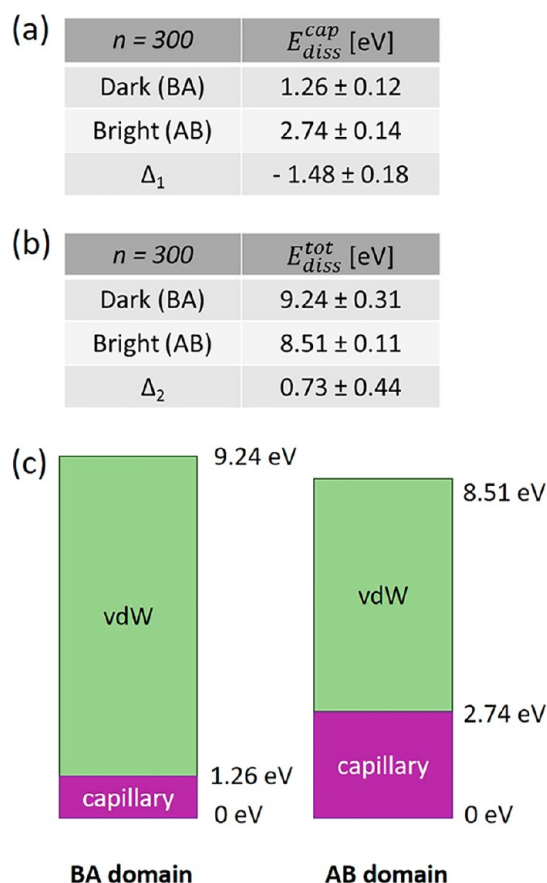 (a)
n = 300 E_diss^cap [eV]
Dark (BA) 1.26 ± 0.12
Bright (AB) 2.74 ± 0.14
Δ₁ - 1.48 ± 0.18
(b)
n = 300 E_diss^tot [eV]
Dark (BA) 9.24 ± 0.31
Bright (AB) 8.51 ± 0.11
Δ₂ 0.73 ± 0.44
(c)
9.24 eV
8.51 eV
vdW
vdW
2.74 eV
1.26 eV
capillary
capillary
0 eV
0 eV
BA domain
AB domain